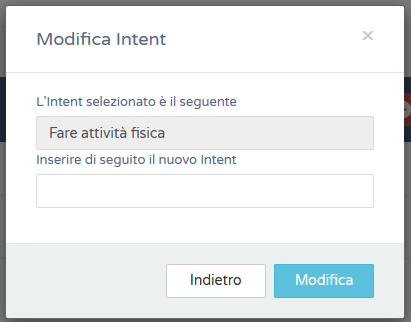 Modifica Intent
×
L'Intent selezionato è il seguente
Fare attività fisica
Inserire di seguito il nuovo Intent
Indietro
Modifica